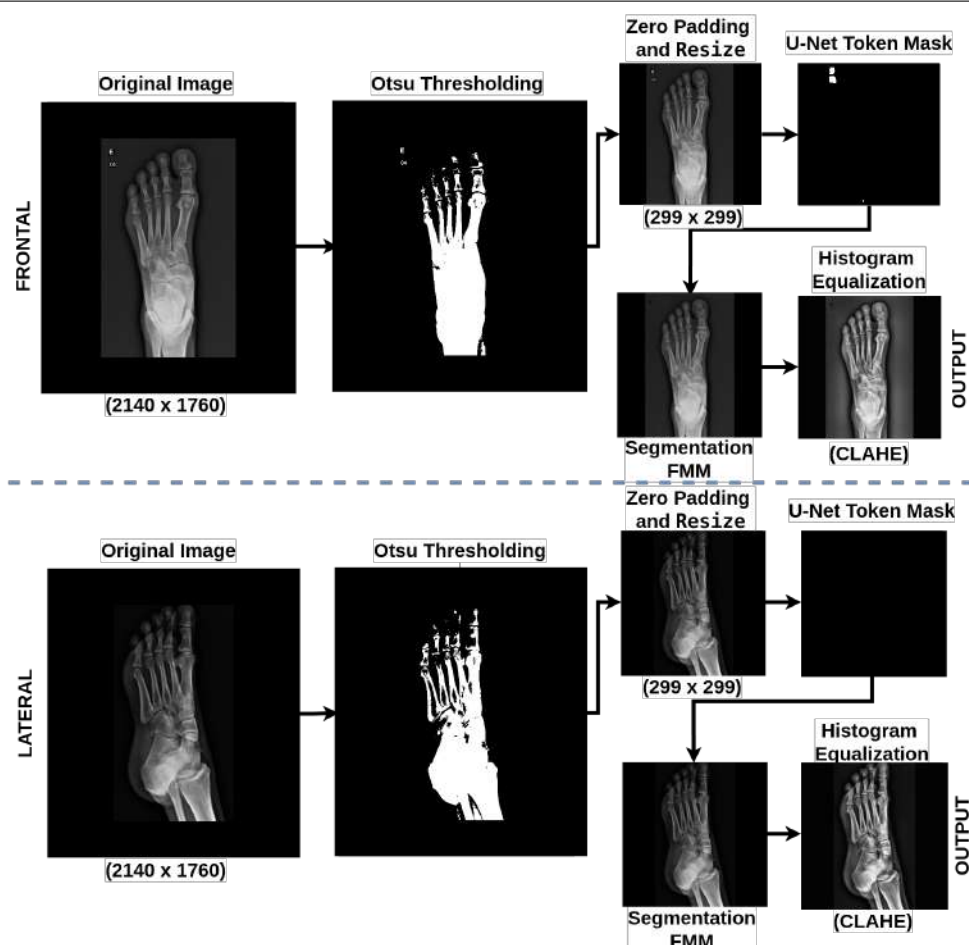 Zero Padding
and Resize
U-Net Token Mask
Original Image
Otsu Thresholding
FRONTAL
(299 x 299)
Histogram
Equalization
OUTPUT
(2140 x 1760)
Segmentation
FMM
(CLAHE)
Zero Padding
and Resize
U-Net Token Mask
Original Image
Otsu Thresholding
LATERAL
(299 x 299)
Histogram
Equalization
OUTPUT
(2140 x 1760)
Segmentation
FMM
(CLAHE)